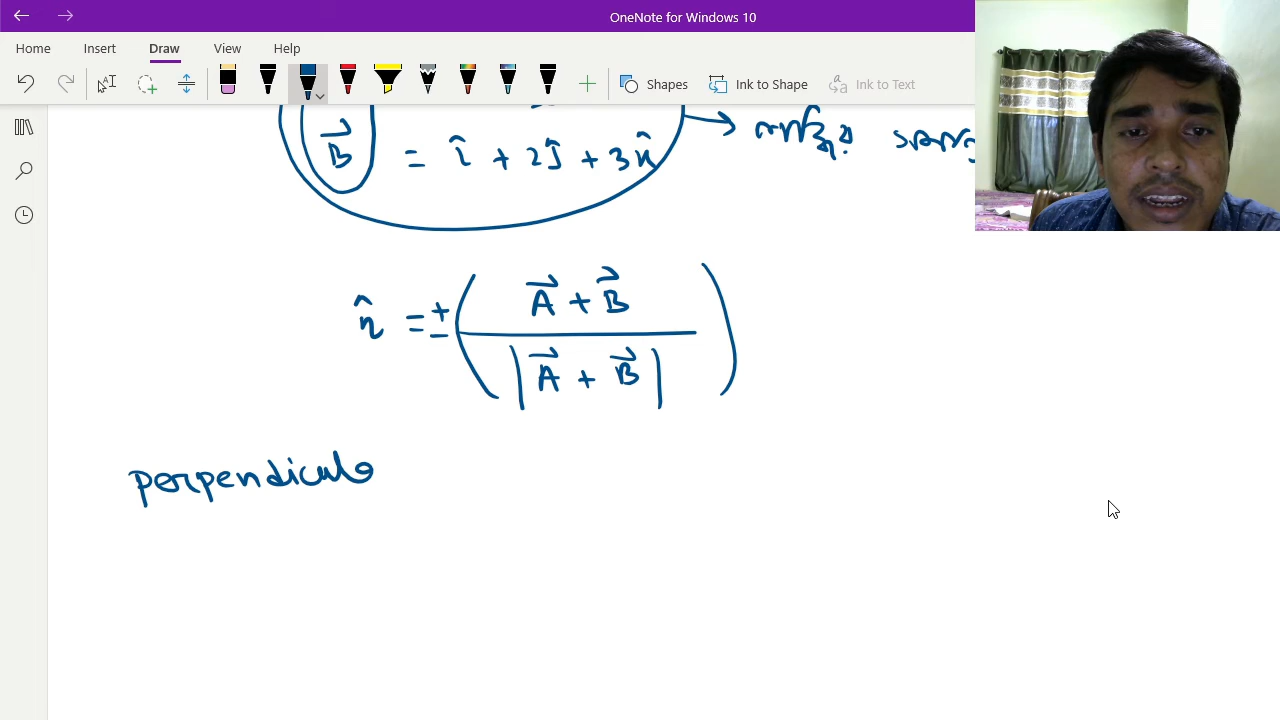 OneNote for Windows 10
Home Insert Draw View Help
Shapes Ink to Shape Ink to Text
B⃗ = î + 2ĵ + 3k̂
η̂ = ± ( A⃗ + B⃗ / |A⃗ + B⃗| )
perpendicula